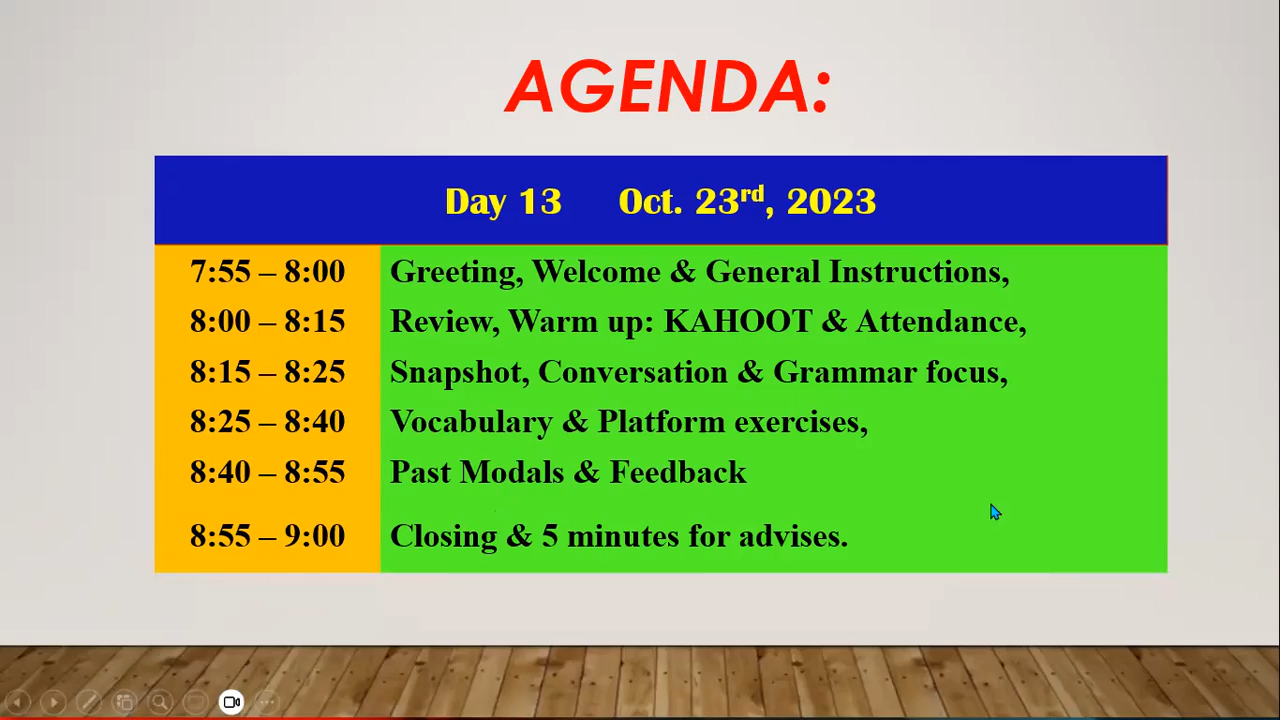 AGENDA:
Day 13 Oct. 23rd, 2023
7:55 – 8:00 Greeting, Welcome & General Instructions,
8:00 – 8:15 Review, Warm up: KAHOOT & Attendance,
8:15 – 8:25 Snapshot, Conversation & Grammar focus,
8:25 – 8:40 Vocabulary & Platform exercises,
8:40 – 8:55 Past Modals & Feedback
8:55 – 9:00 Closing & 5 minutes for advises.